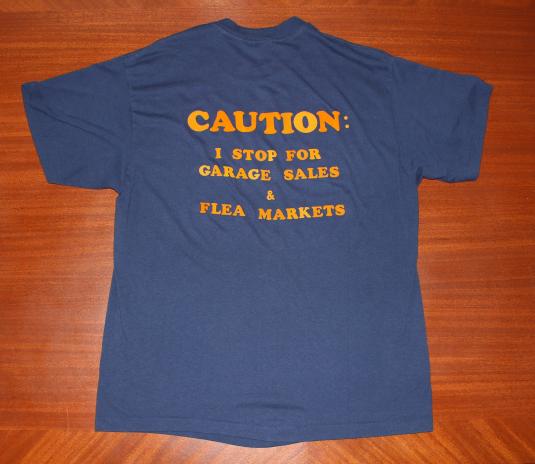 CAUTION:
I STOP FOR
GARAGE SALES
&
FLEA MARKETS